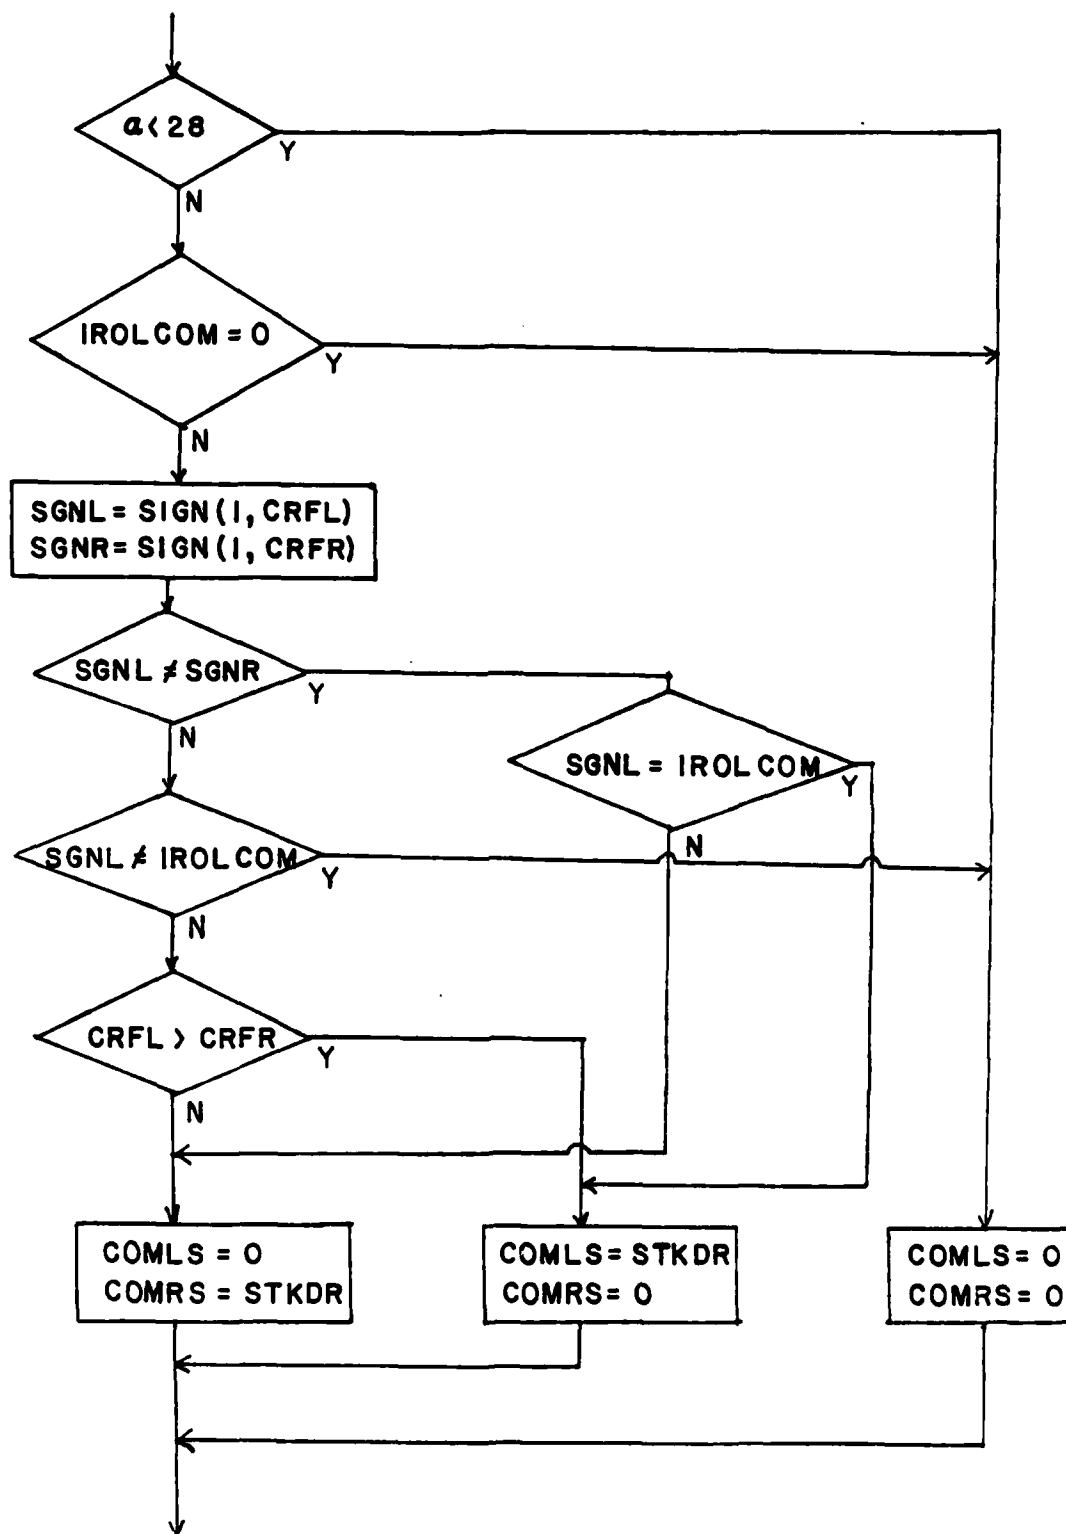 α < 28
Y
N
IROLCOM = 0
Y
N
SGNL = SIGN (1, CRFL)
SGNR = SIGN (1, CRFR)
SGNL ≠ SGNR
Y
N
SGNL = IROLCOM
Y
N
SGNL ≠ IROLCOM
Y
N
CRFL > CRFR
Y
N
COMLS = 0
COMRS = STKDR
COMLS = STKDR
COMRS = 0
COMLS = 0
COMRS = 0